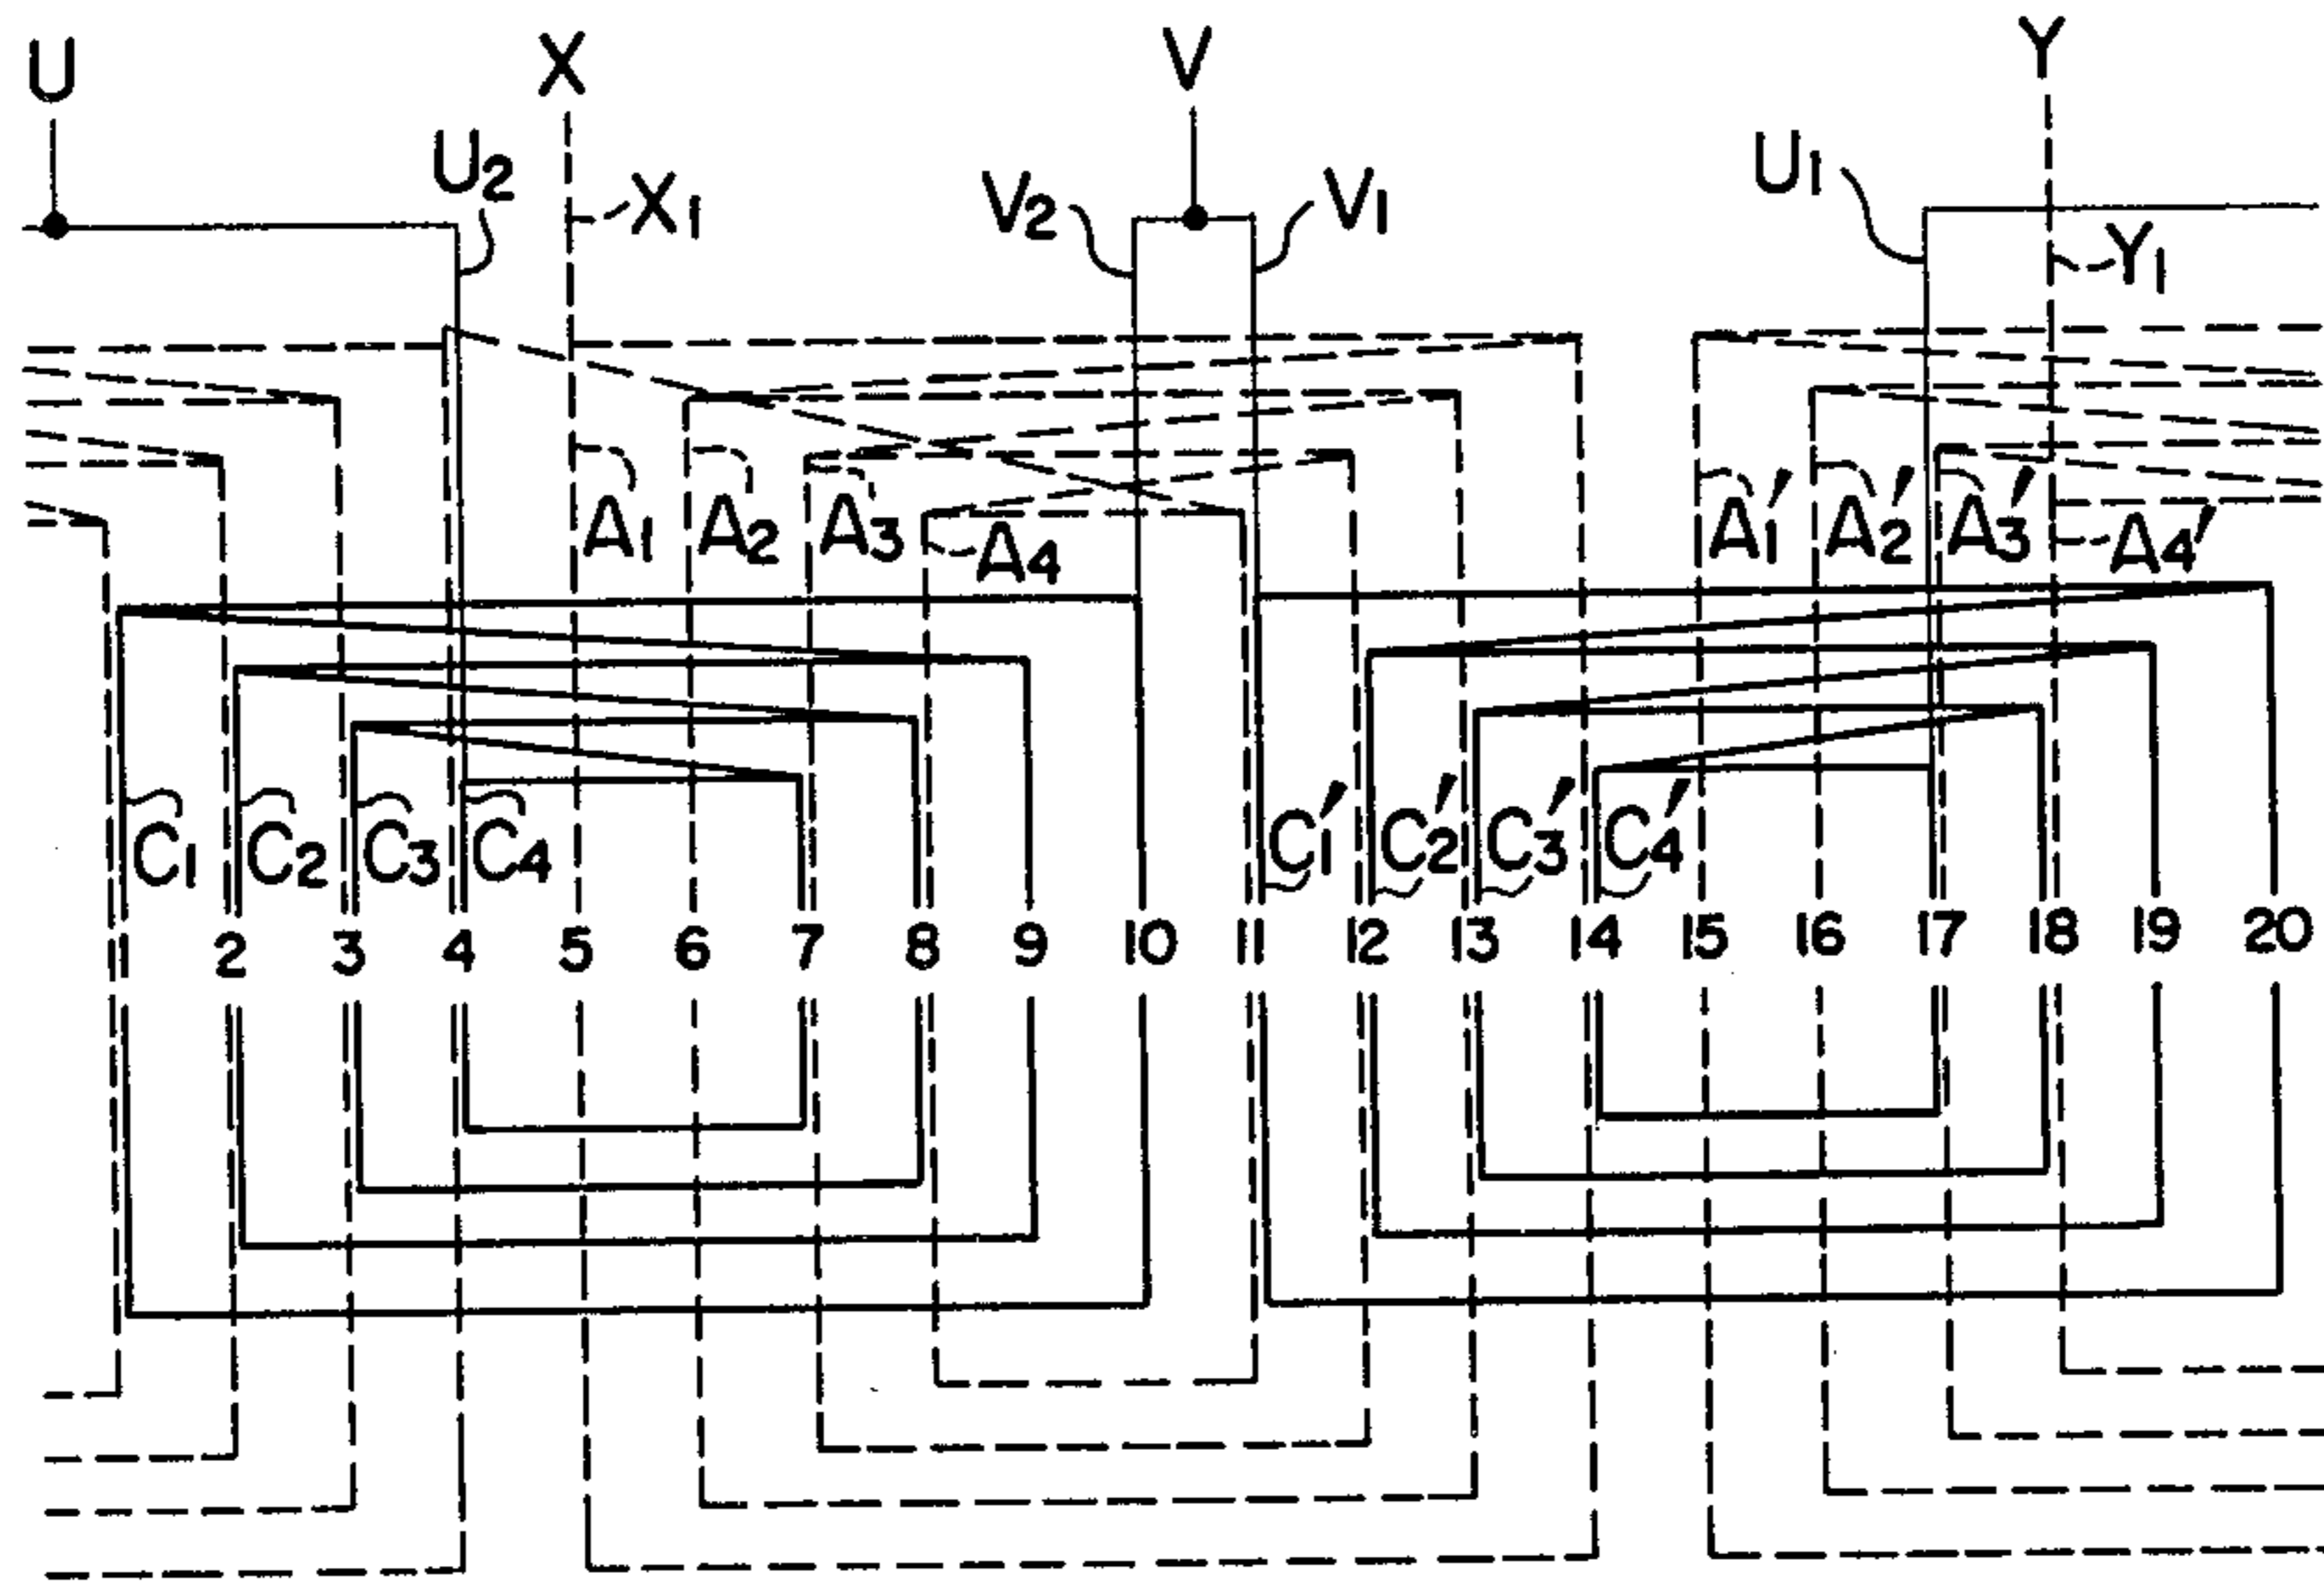 U X V Y
U2 X1 V2 V1 U1 Y1
A1 A2 A3 A4 A1' A2' A3' A4'
C1 C2 C3 C4 C1' C2' C3' C4'
2 3 4 5 6 7 8 9 10 11 12 13 14 15 16 17 18 19 20